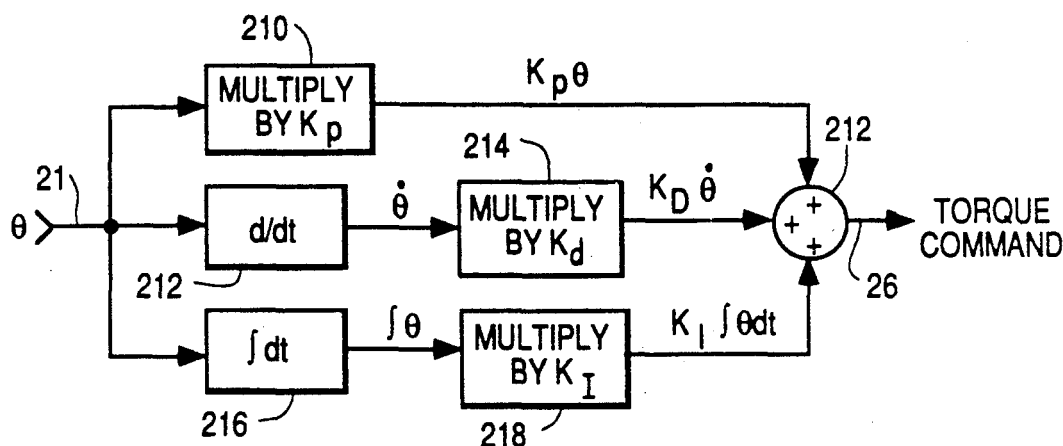 210
MULTIPLY
BY Kp
Kpθ
214
212
21
θ
d/dt
θ̇
MULTIPLY
BY Kd
KD θ̇
+
+
+
TORQUE
COMMAND
212
26
∫ dt
∫ θ
MULTIPLY
BY KI
KI ∫ θdt
216
218